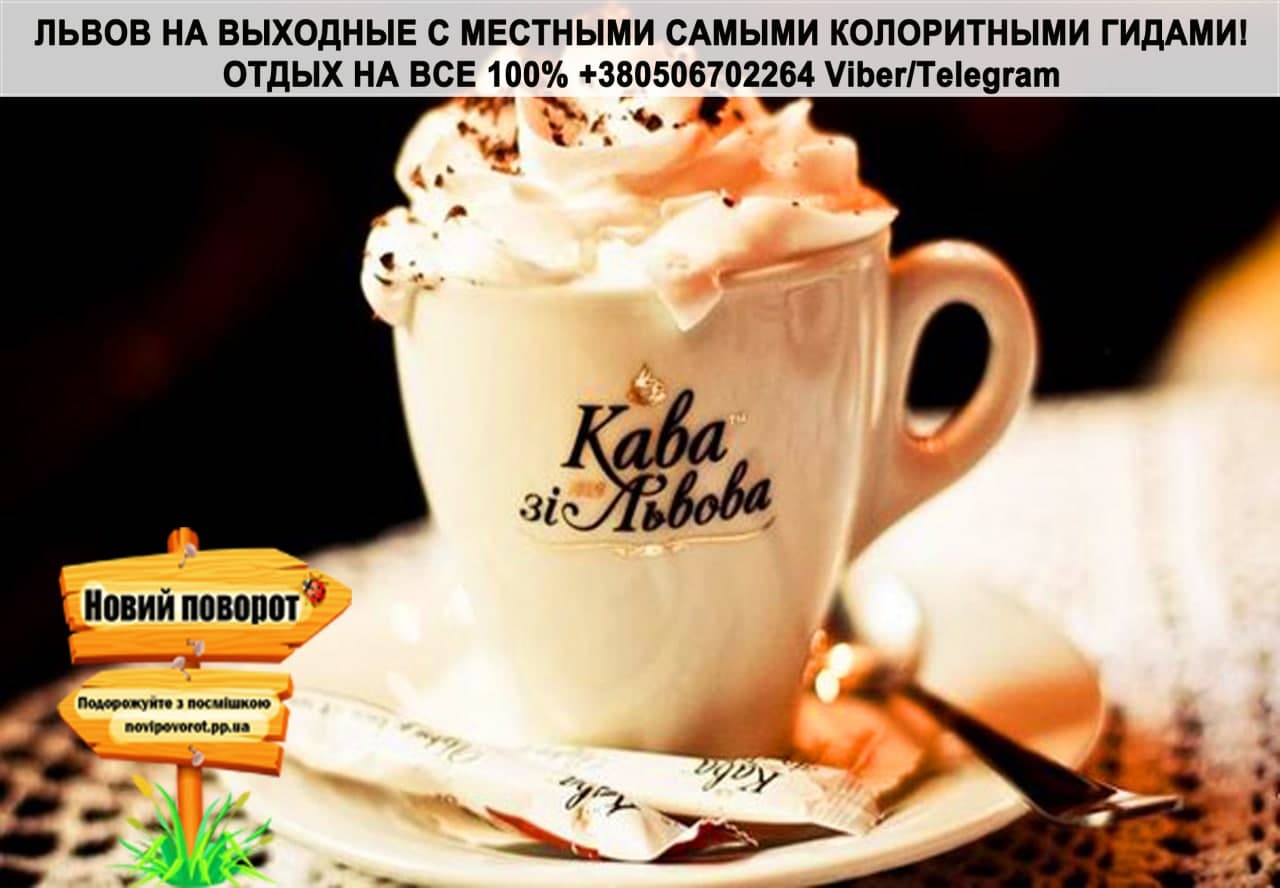 ЛЬВОВ НА ВЫХОДНЫЕ С МЕСТНЫМИ САМЫМИ КОЛОРИТНЫМИ ГИДАМИ!
ОТДЫХ НА ВСЕ 100% +380506702264 Viber/Telegram
Кава
зі Львова
Новий поворот
Подорожуйте з посмішкою
novipovorot.pp.ua
Кава